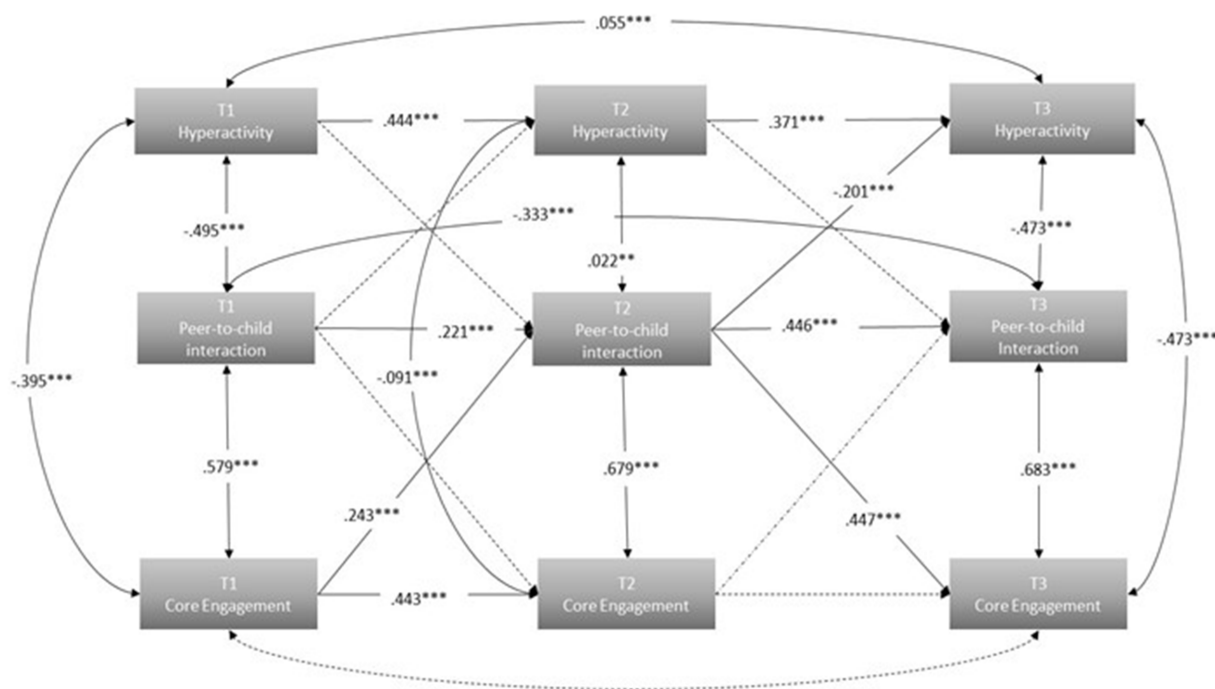 .055***
T1
Hyperactivity
.444***
T2
Hyperactivity
.371***
T3
Hyperactivity
-.201***
-.333***
-.495***
-.473***
.022**
T1
Peer-to-child
interaction
.221***
T2
Peer-to-child
interaction
.446***
T3
Peer-to-child
Interaction
-.473***
-.395***
-.091***
.579***
.679***
.683***
.243***
.447***
T1
Core Engagement
.443***
T2
Core Engagement
T3
Core Engagement